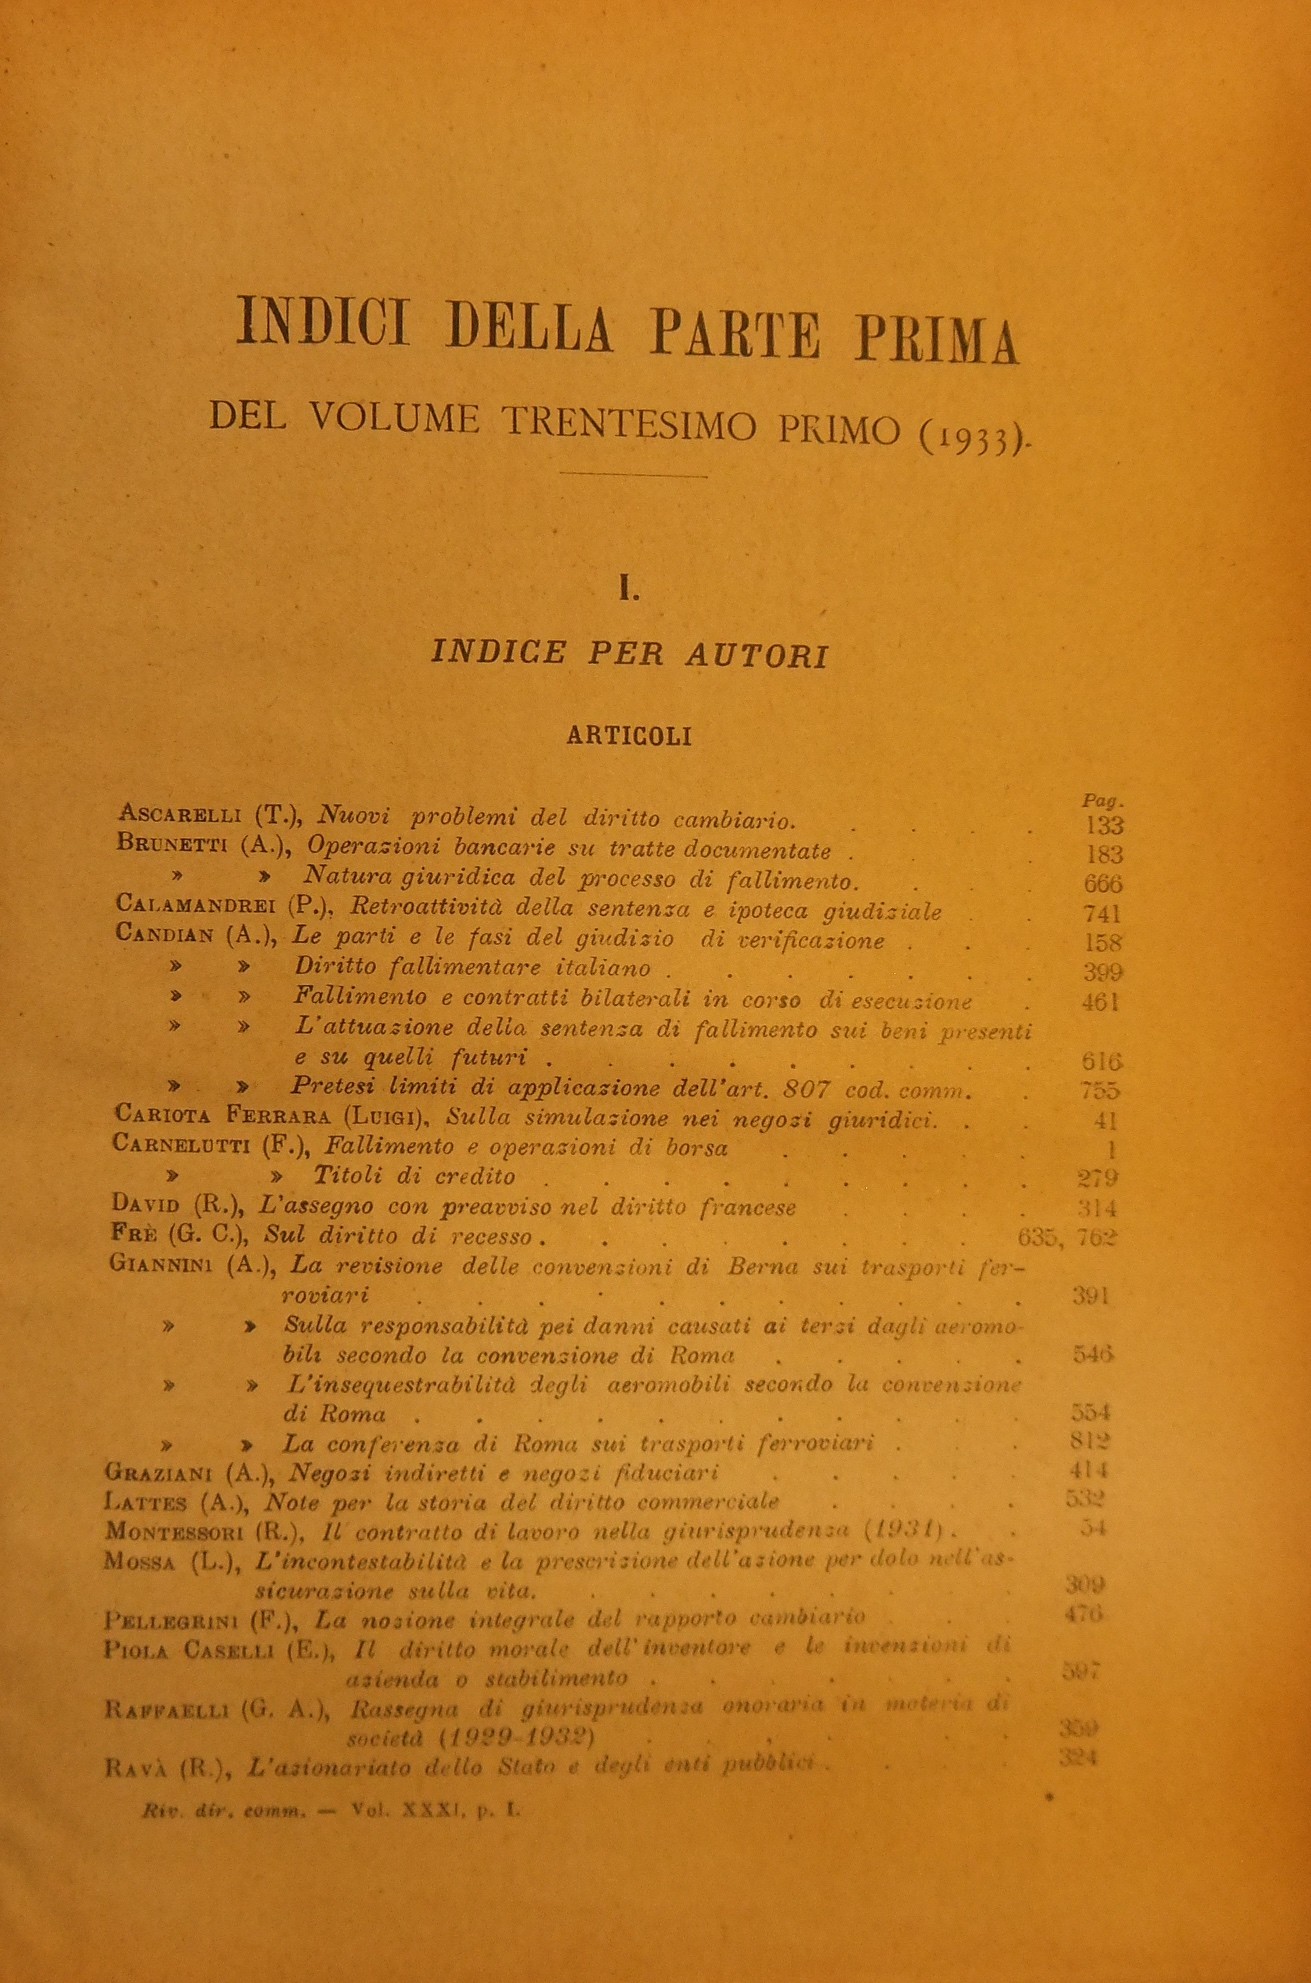 INDICI DELLA PARTE PRIMA
DEL VOLUME TRENTESIMO PRIMO (1933).
I.
INDICE PER AUTORI
ARTICOLI
Pag.
ASCARELLI (T.), Nuovi problemi del diritto cambiario. . . . . 133
BRUNETTI (A.), Operazioni bancarie su tratte documentate . . . 183
» » Natura giuridica del processo di fallimento. . . . 666
CALAMANDREI (P.), Retroattività della sentenza e ipoteca giudiziale . . 741
CANDIAN (A.), Le parti e le fasi del giudizio di verificazione . . . 158
» » Diritto fallimentare italiano . . . . . . . 399
» » Fallimento e contratti bilaterali in corso di esecuzione . 461
» » L'attuazione della sentenza di fallimento sui beni presenti
e su quelli futuri . . . . . . . . . 616
» » Pretesi limiti di applicazione dell'art. 807 cod. comm. . 755
CARIOTA FERRARA (LUIGI), Sulla simulazione nei negozi giuridici. . . 41
CARNELUTTI (F.), Fallimento e operazioni di borsa . . . . . 1
» » Titoli di credito . . . . . . . . . 279
DAVID (R.), L'assegno con preavviso nel diritto francese . . . . 314
FRÈ (G. C.), Sul diritto di recesso . . . . . . . . 635, 762
GIANNINI (A.), La revisione delle convenzioni di Berna sui trasporti fer-
roviari . . . . . . . . . . . 391
» » Sulla responsabilità pei danni causati ai terzi dagli aeromo-
bili secondo la convenzione di Roma . . . . . 546
» » L'insequestrabilità degli aeromobili secondo la convenzione
di Roma . . . . . . . . . . . 554
» » La conferenza di Roma sui trasporti ferroviari . . . 812
GRAZIANI (A.), Negozi indiretti e negozi fiduciari . . . . . 414
LATTES (A.), Note per la storia del diritto commerciale . . . . 532
MONTESSORI (R.), Il contratto di lavoro nella giurisprudenza (1931) . . 54
MOSSA (L.), L'incontestabilità e la prescrizione dell'azione per dolo nell'as-
sicurazione sulla vita. . . . . . . . . 309
PELLEGRINI (F.), La nozione integrale del rapporto cambiario . . . 476
PIOLA CASELLI (E.), Il diritto morale dell'inventore e le invenzioni di
azienda o stabilimento . . . . . . . 597
RAFFAELLI (G. A.), Rassegna di giurisprudenza onoraria in materia di
società (1929-1932) . . . . . . . 359
RAVÀ (R.), L'azionariato dello Stato e degli enti pubblici . . . . 324
Riv. dir. comm. — Vol. XXXI, p. I.